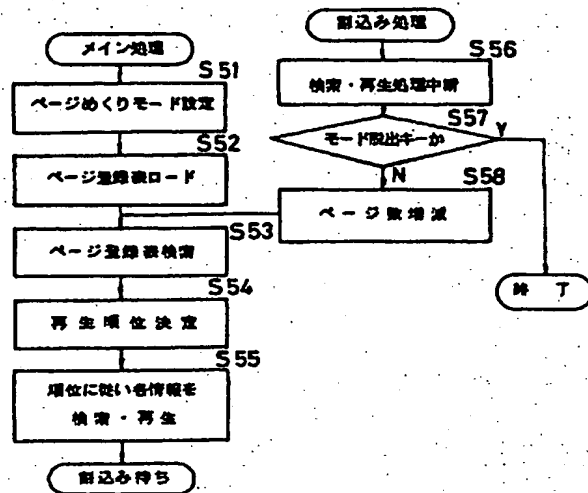 メイン処理
S51
ページめくりモード設定
S52
ページ登録表ロード
S53
ページ登録表検索
S54
再生順位決定
S55
順位に従い各情報を
検索・再生
割込み待ち
割込み処理
S56
検索・再生処理中断
S57
モード脱出キーか
Y
N
S58
ページ数増減
終了